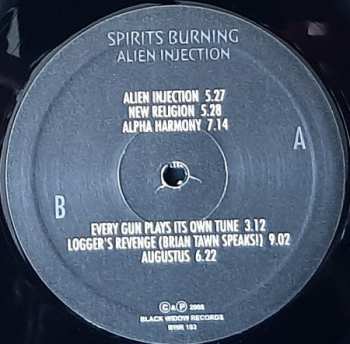 SPIRITS BURNING
ALIEN INJECTION
ALIEN INJECTION 5.27
NEW RELIGION 5.28
ALPHA HARMONY 7.14
A
B
EVERY GUN PLAYS ITS OWN TUNE 3.12
LOGGER'S REVENGE (BRIAN TAWN SPEAKS!) 9.02
AUGUSTUS 6.22
© & ℗ 2008
BLACK WIDOW RECORDS
BWR 103